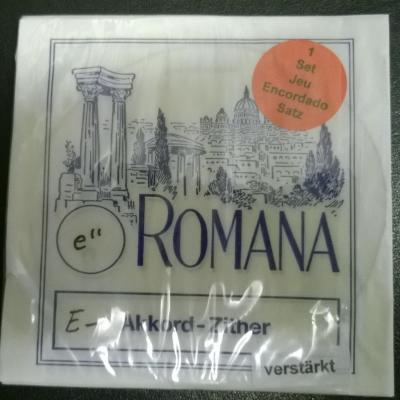 1
Set
Jeu
Encordado
Satz
e"
ROMANA
E- Akkord-Zither
verstärkt